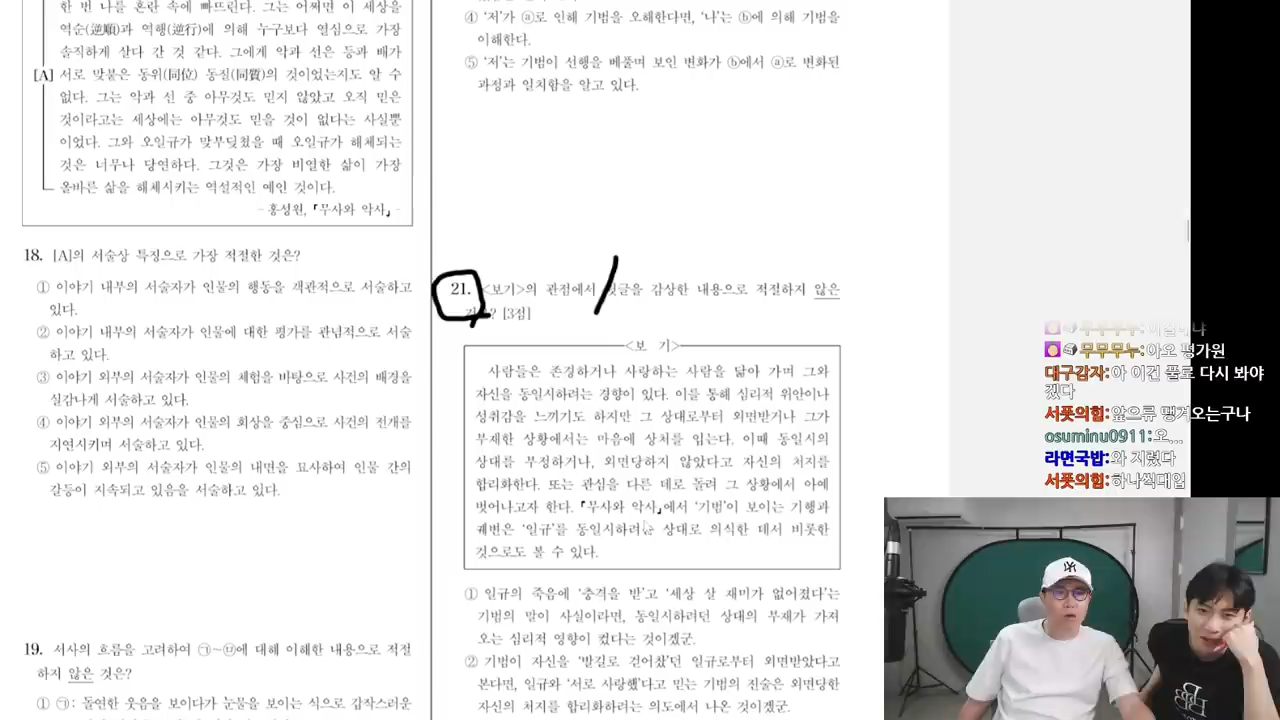 한 번 나를 혼란 속에 빠뜨린다. 그는 어쩌면 이 세상을
역순(逆順)과 역행(逆行)에 의해 누구보다 열심으로 가장
솔직하게 살다 간 것 같다. 그에게 악과 선은 등과 배가
[A] 서로 맞붙은 동위(同位) 동질(同質)의 것이었는지도 알 수
없다. 그는 악과 선 중 아무것도 믿지 않았고 오직 믿은
것이라고는 세상에는 아무것도 믿을 것이 없다는 사실뿐
이었다. 그와 오일규가 맞부딪쳤을 때 오일규가 해체되는
것은 너무나 당연하다. 그것은 가장 비열한 삶이 가장
올바른 삶을 해체시키는 역설적인 예인 것이다.
- 홍성원, 「무사와 악사」 -
18. [A]의 서술상 특징으로 가장 적절한 것은?
① 이야기 내부의 서술자가 인물의 행동을 객관적으로 서술하고
있다.
② 이야기 내부의 서술자가 인물에 대한 평가를 관념적으로 서술
하고 있다.
③ 이야기 외부의 서술자가 인물의 체험을 바탕으로 사건의 배경을
실감나게 서술하고 있다.
④ 이야기 외부의 서술자가 인물의 회상을 중심으로 사건의 전개를
지연시키며 서술하고 있다.
⑤ 이야기 외부의 서술자가 인물의 내면을 묘사하여 인물 간의
갈등이 지속되고 있음을 서술하고 있다.
19. 서사의 흐름을 고려하여 ㉠~㉥에 대해 이해한 내용으로 적절
하지 않은 것은?
① ㉠: 돌연한 웃음을 보이다가 눈물을 보이는 식으로 갑작스러운
④ '저'가 ⓐ로 인해 기범을 오해한다면, '나'는 ⓑ에 의해 기범을
이해한다.
⑤ '저'는 기범이 선행을 베풀며 보인 변화가 ⓑ에서 ⓐ로 변화된
과정과 일치함을 알고 있다.
21. <보기>의 관점에서 윗글을 감상한 내용으로 적절하지 않은
? [3점]
<보 기>
사람들은 존경하거나 사랑하는 사람을 닮아 가며 그와
자신을 동일시하려는 경향이 있다. 이를 통해 심리적 위안이나
성취감을 느끼기도 하지만 그 상대로부터 외면받거나 그가
부재한 상황에서는 마음에 상처를 입는다. 이때 동일시의
상대를 부정하거나, 외면당하지 않았다고 자신의 처지를
합리화한다. 또는 관심을 다른 데로 돌려 그 상황에서 아예
벗어나고자 한다. 「무사와 악사」에서 '기범'이 보이는 기행과
궤변은 '일규'를 동일시하려는 상대로 의식한 데서 비롯한
것으로도 볼 수 있다.
① 일규의 죽음에 '충격을 받'고 '세상 살 재미가 없어졌다'는
기범의 말이 사실이라면, 동일시하려던 상대의 부재가 가져
오는 심리적 영향이 컸다는 것이겠군.
② 기범이 자신을 '발길로 걷어찼'던 일규로부터 외면받았다고
본다면, 일규와 '서로 사랑했'다고 믿는 기범의 진술은 외면당한
자신의 처지를 합리화하려는 의도에서 나온 것이겠군.
무무무누: 아오 평가원
대구감자: 아 이건 풀로 다시 봐야
겠다
서풋의힘: 앞으류 땡겨오는구나
osuminu0911: 오...
라면국밥: 와 지렸다
서풋의힘: 하나씩대입